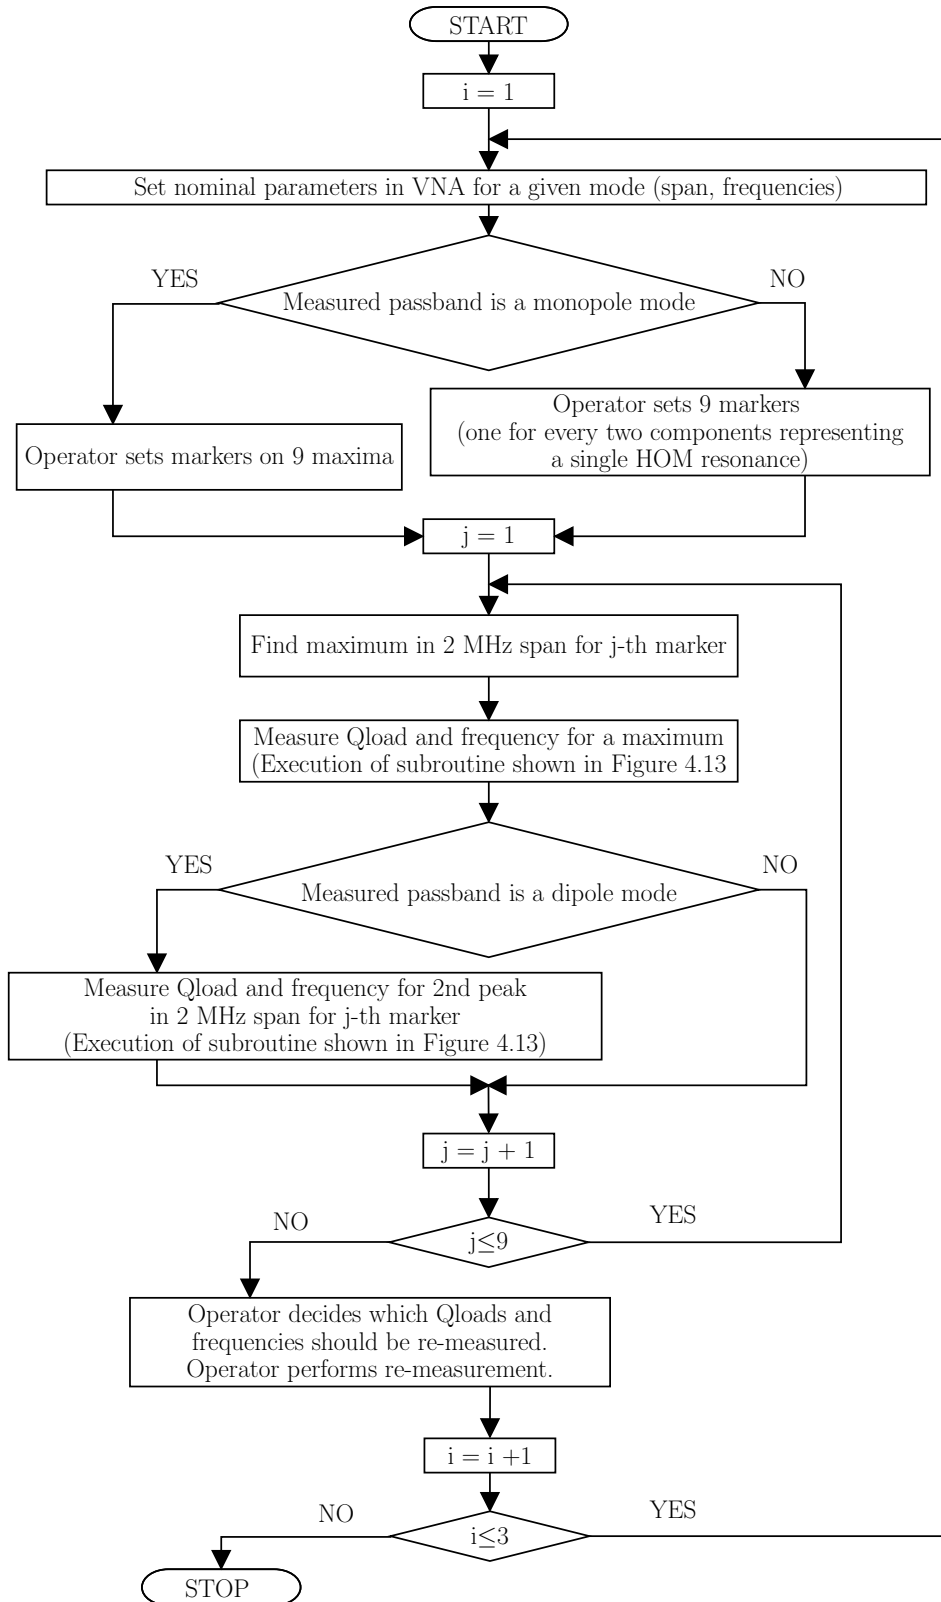 START
i = 1
Set nominal parameters in VNA for a given mode (span, frequencies)
YES
NO
Measured passband is a monopole mode
Operator sets markers on 9 maxima
Operator sets 9 markers
(one for every two components representing
a single HOM resonance)
j = 1
Find maximum in 2 MHz span for j-th marker
Measure Qload and frequency for a maximum
(Execution of subroutine shown in Figure 4.13
YES
NO
Measured passband is a dipole mode
Measure Qload and frequency for 2nd peak
in 2 MHz span for j-th marker
(Execution of subroutine shown in Figure 4.13)
j = j + 1
NO
YES
j≤9
Operator decides which Qloads and
frequencies should be re-measured.
Operator performs re-measurement.
i = i +1
NO
YES
i≤3
STOP